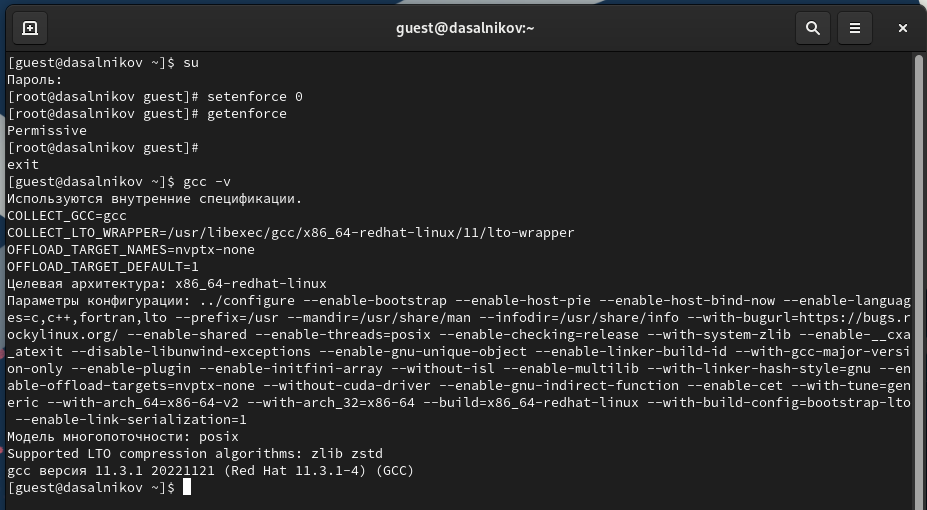 guest@dasalnikov:~
[guest@dasalnikov ~]$ su
Пароль:
[root@dasalnikov guest]# setenforce 0
[root@dasalnikov guest]# getenforce
Permissive
[root@dasalnikov guest]#
exit
[guest@dasalnikov ~]$ gcc -v
Используются внутренние спецификации.
COLLECT_GCC=gcc
COLLECT_LTO_WRAPPER=/usr/libexec/gcc/x86_64-redhat-linux/11/lto-wrapper
OFFLOAD_TARGET_NAMES=nvptx-none
OFFLOAD_TARGET_DEFAULT=1
Целевая архитектура: x86_64-redhat-linux
Параметры конфигурации: ../configure --enable-bootstrap --enable-host-pie --enable-host-bind-now --enable-languag
es=c,c++,fortran,lto --prefix=/usr --mandir=/usr/share/man --infodir=/usr/share/info --with-bugurl=https://bugs.r
ockylinux.org/ --enable-shared --enable-threads=posix --enable-checking=release --with-system-zlib --enable-__cxa
_atexit --disable-libunwind-exceptions --enable-gnu-unique-object --enable-linker-build-id --with-gcc-major-versi
on-only --enable-plugin --enable-initfini-array --without-isl --enable-multilib --with-linker-hash-style=gnu --en
able-offload-targets=nvptx-none --without-cuda-driver --enable-gnu-indirect-function --enable-cet --with-tune=gen
eric --with-arch_64=x86-64-v2 --with-arch_32=x86-64 --build=x86_64-redhat-linux --with-build-config=bootstrap-lto
 --enable-link-serialization=1
Модель многопоточности: posix
Supported LTO compression algorithms: zlib zstd
gcc версия 11.3.1 20221121 (Red Hat 11.3.1-4) (GCC)
[guest@dasalnikov ~]$